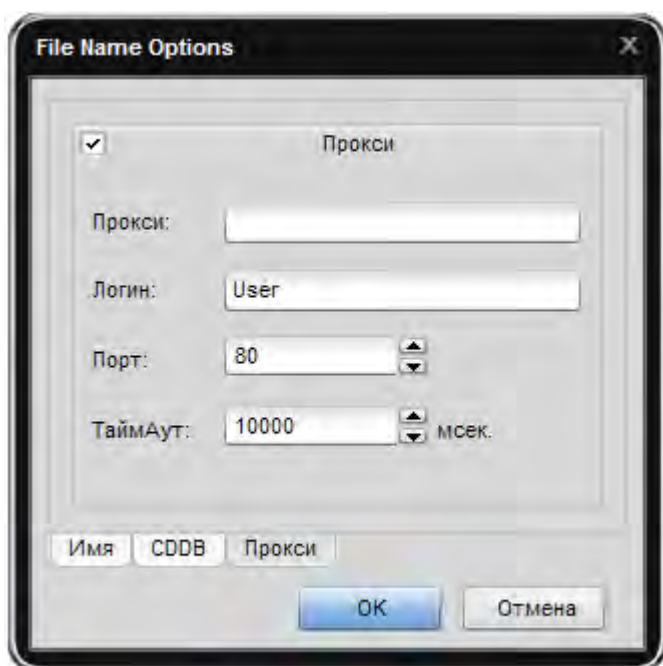 File Name Options
Прокси
Прокси:
Логин: User
Порт: 80
ТаймАут: 10000 мсек.
Имя CDDB Прокси
OK Отмена